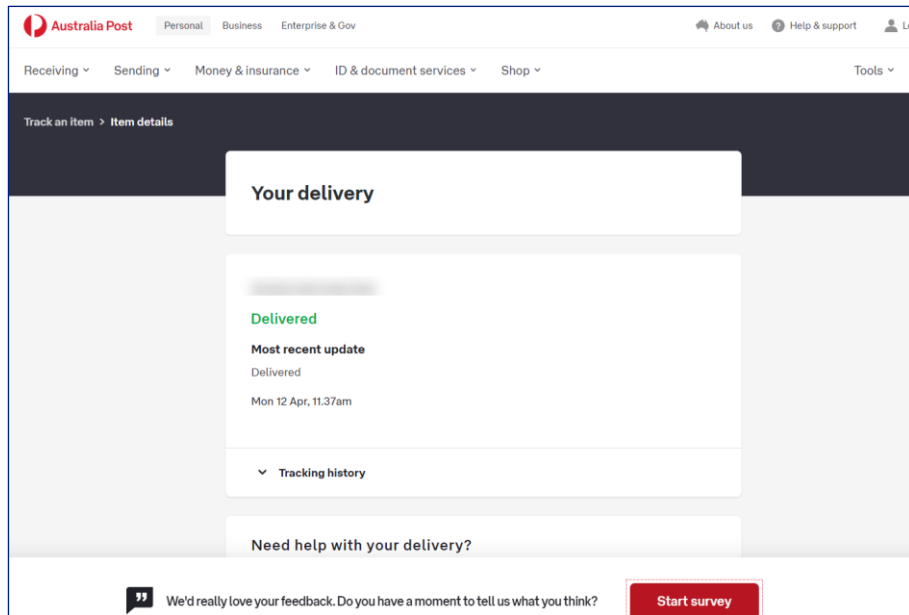 Australia Post Personal Business Enterprise & Gov About us Help & support
Receiving Sending Money & insurance ID & document services Shop Tools
Track an item > Item details
Your delivery
Delivered
Most recent update
Delivered
Mon 12 Apr, 11.37am
Tracking history
Need help with your delivery?
We'd really love your feedback. Do you have a moment to tell us what you think? Start survey